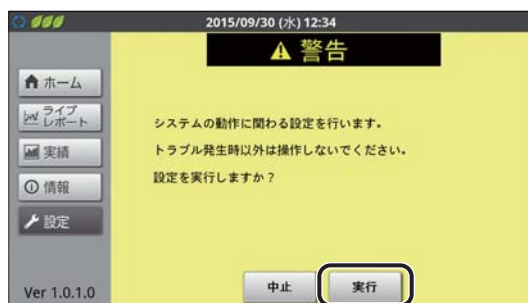 2015/09/30 (水) 12:34
警告
ホーム
ライブ
レポート
実績
情報
設定
システムの動作に関わる設定を行います。
トラブル発生時以外は操作しないでください。
設定を実行しますか？
中止
実行
Ver 1.0.1.0